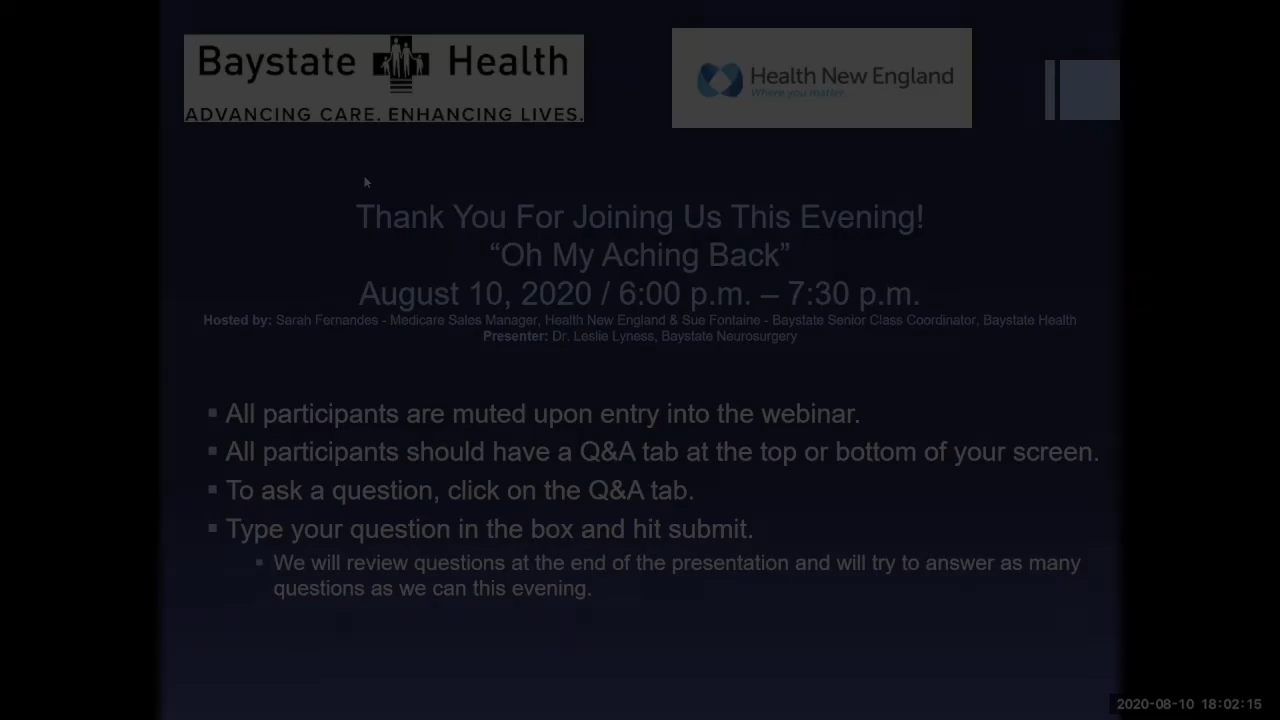 Baystate Health
ADVANCING CARE. ENHANCING LIVES.
Health New England
Where you matter.
Thank You For Joining Us This Evening!
“Oh My Aching Back”
August 10, 2020 / 6:00 p.m. – 7:30 p.m.
Hosted by: Sarah Fernandes - Medicare Sales Manager, Health New England & Sue Fontaine - Baystate Senior Class Coordinator, Baystate Health
Presenter: Dr. Leslie Lyness, Baystate Neurosurgery
All participants are muted upon entry into the webinar.
All participants should have a Q&A tab at the top or bottom of your screen.
To ask a question, click on the Q&A tab.
Type your question in the box and hit submit.
We will review questions at the end of the presentation and will try to answer as many
questions as we can this evening.
2020-08-10 18:02:15